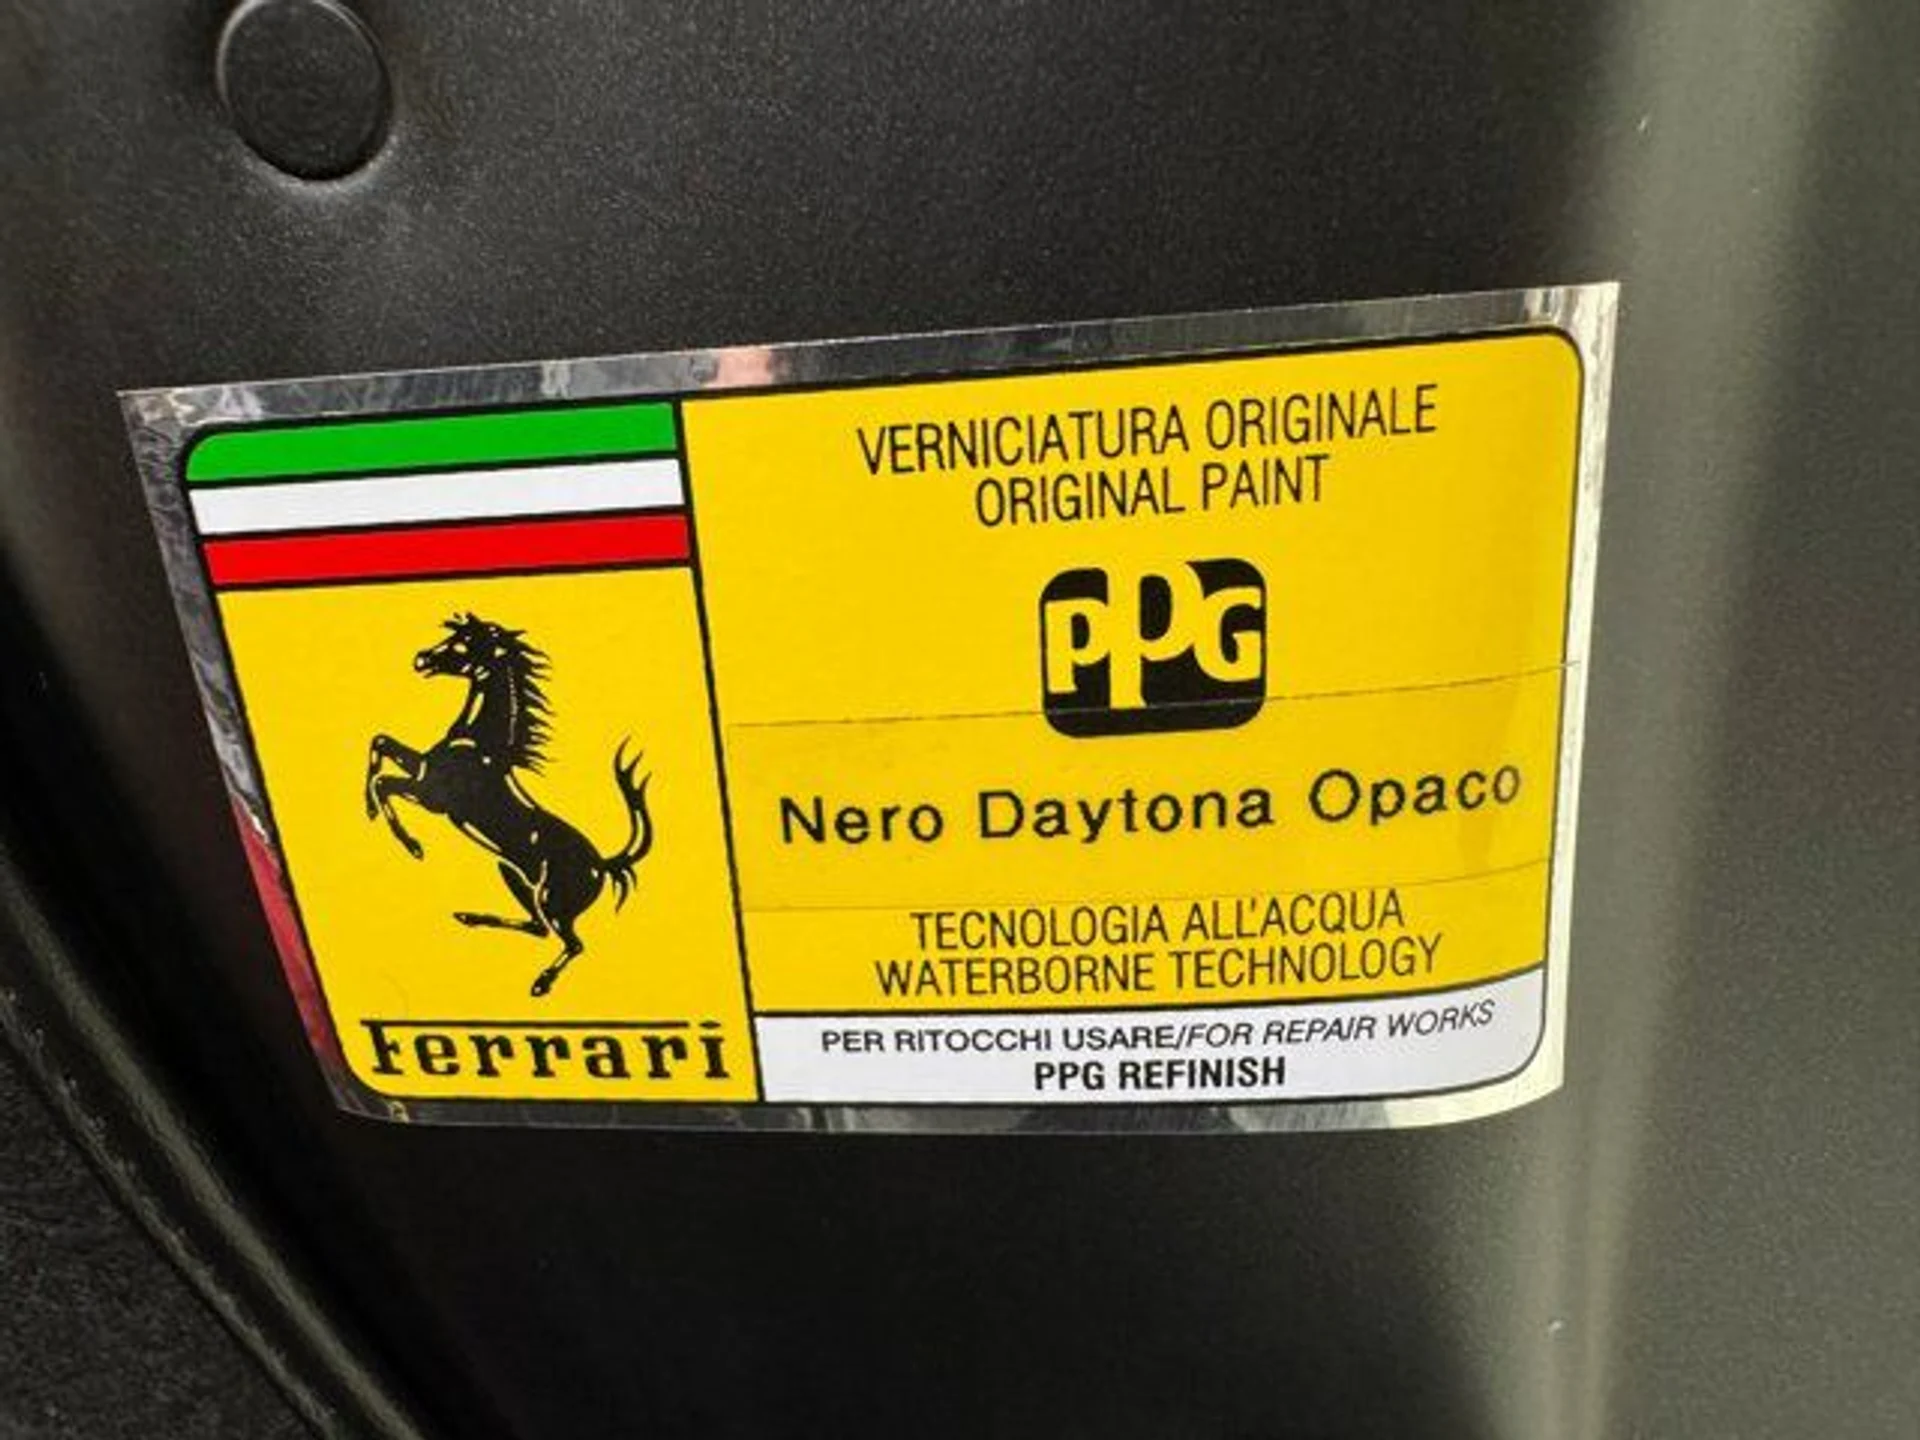 VERNICIATURA ORIGINALE
ORIGINAL PAINT
PPG
Nero Daytona Opaco
TECNOLOGIA ALL'ACQUA
WATERBORNE TECHNOLOGY
Ferrari
PER RITOCCHI USARE/FOR REPAIR WORKS
PPG REFINISH